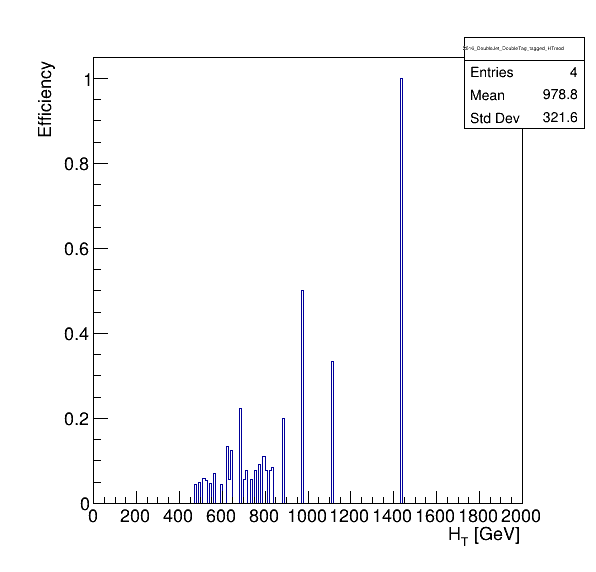 2016_DoubleJet_DoubleTag_tagged_HTmod
Entries 4
Mean 978.8
Std Dev 321.6
Efficiency
1
0.8
0.6
0.4
0.2
0
0 200 400 600 800 1000 1200 1400 1600 1800 2000
H_T [GeV]